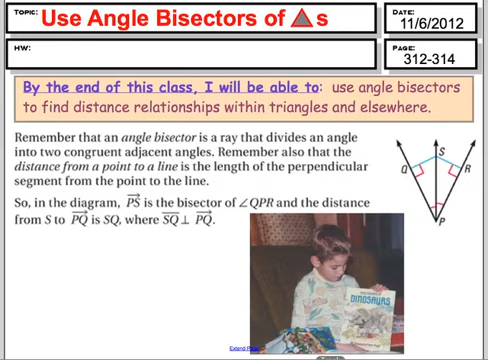 TOPIC: Use Angle Bisectors of s
DATE: 11/6/2012
HW:
PAGE: 312-314
By the end of this class, I will be able to: use angle bisectors
to find distance relationships within triangles and elsewhere.
Remember that an angle bisector is a ray that divides an angle
into two congruent adjacent angles. Remember also that the
distance from a point to a line is the length of the perpendicular
segment from the point to the line.
So, in the diagram, PS is the bisector of ∠QPR and the distance
from S to PQ is SQ, where SQ ⊥ PQ.
S
Q
R
P
DINOSAURS
Extend Page